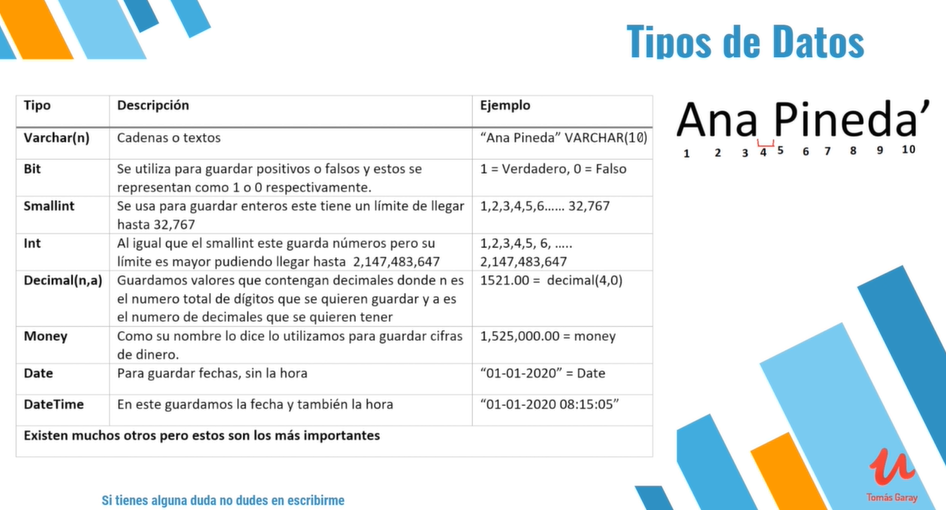 Tipos de Datos
Tipo Descripción Ejemplo
Varchar(n) Cadenas o textos “Ana Pineda” VARCHAR(10)
Bit Se utiliza para guardar positivos o falsos y estos se 1 = Verdadero, 0 = Falso
representan como 1 o 0 respectivamente.
Smallint Se usa para guardar enteros este tiene un límite de llegar 1,2,3,4,5,6...... 32,767
hasta 32,767
Int Al igual que el smallint este guarda números pero su 1,2,3,4,5, 6, .....
límite es mayor pudiendo llegar hasta 2,147,483,647 2,147,483,647
Decimal(n,a) Guardamos valores que contengan decimales donde n es 1521.00 = decimal(4,0)
el numero total de dígitos que se quieren guardar y a es
el numero de decimales que se quieren tener
Money Como su nombre lo dice lo utilizamos para guardar cifras 1,525,000.00 = money
de dinero.
Date Para guardar fechas, sin la hora “01-01-2020” = Date
DateTime En este guardamos la fecha y también la hora “01-01-2020 08:15:05”
Existen muchos otros pero estos son los más importantes
Ana Pineda’
1 2 3 4 5 6 7 8 9 10
Si tienes alguna duda no dudes en escribirme
u
Tomás Garay